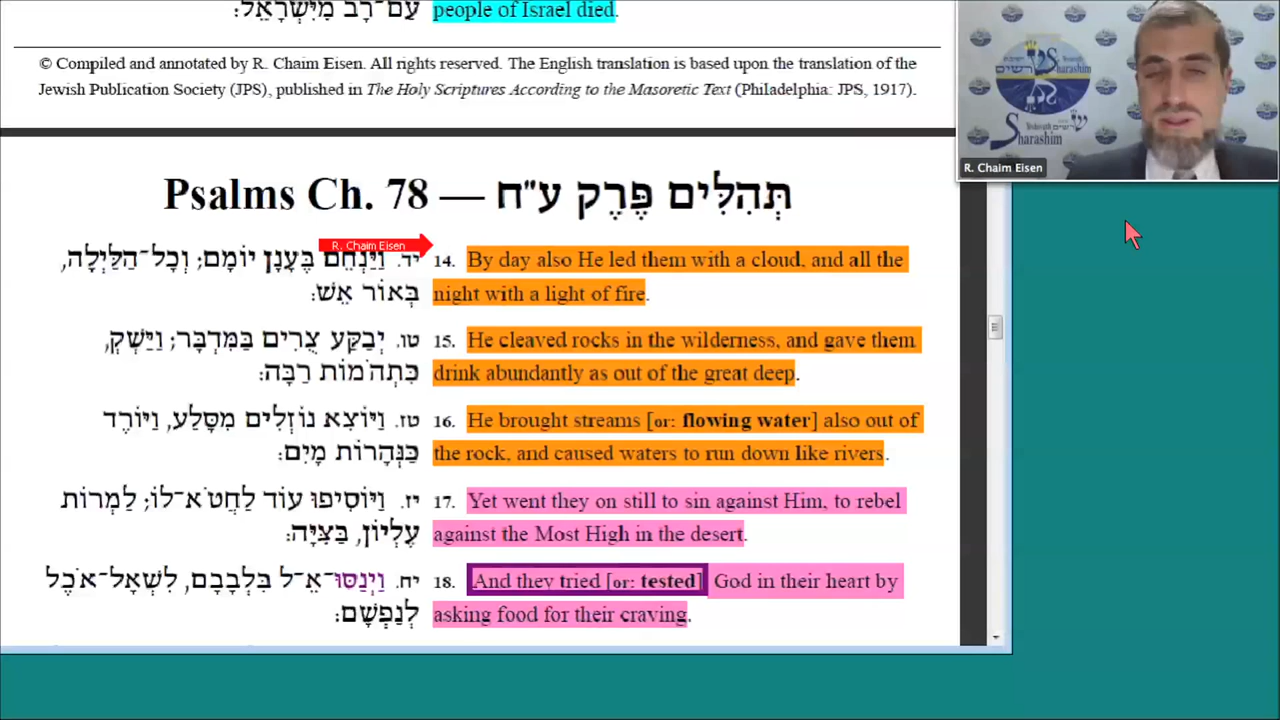 עַם־רָב מִיִּשְׂרָאֵל: people of Israel died.
© Compiled and annotated by R. Chaim Eisen. All rights reserved. The English translation is based upon the translation of the
Jewish Publication Society (JPS), published in The Holy Scriptures According to the Masoretic Text (Philadelphia: JPS, 1917).
Psalms Ch. 78 — תְּהִלִּים פֶּרֶק ע"ח
R. Chaim Eisen
יד. וַיַּנְחֵם בֶּעָנָן יוֹמָם; וְכָל־הַלַּיְלָה, 14. By day also He led them with a cloud, and all the
בְּאוֹר אֵשׁ: night with a light of fire.
טו. יְבַקַּע צֻרִים בַּמִּדְבָּר; וַיַּשְׁקְ, 15. He cleaved rocks in the wilderness, and gave them
כִּתְהֹמוֹת רַבָּה: drink abundantly as out of the great deep.
טז. וַיּוֹצִא נוֹזְלִים מִסָּלַע, וַיּוֹרֶד 16. He brought streams [or: flowing water] also out of
כַּנְּהָרוֹת מָיִם: the rock, and caused waters to run down like rivers.
יז. וַיּוֹסִיפוּ עוֹד לַחֲטֹא־לוֹ; לַמְרוֹת 17. Yet went they on still to sin against Him, to rebel
עֶלְיוֹן, בַּצִּיָּה: against the Most High in the desert.
יח. וַיְנַסּוּ־אֵ־ל בִּלְבָבָם, לִשְׁאָל־אֹכֶל 18. And they tried [or: tested] God in their heart by
לְנַפְשָׁם: asking food for their craving.
Sharashim
שרשים
Yeshivath שרשים
Sharashim
R. Chaim Eisen